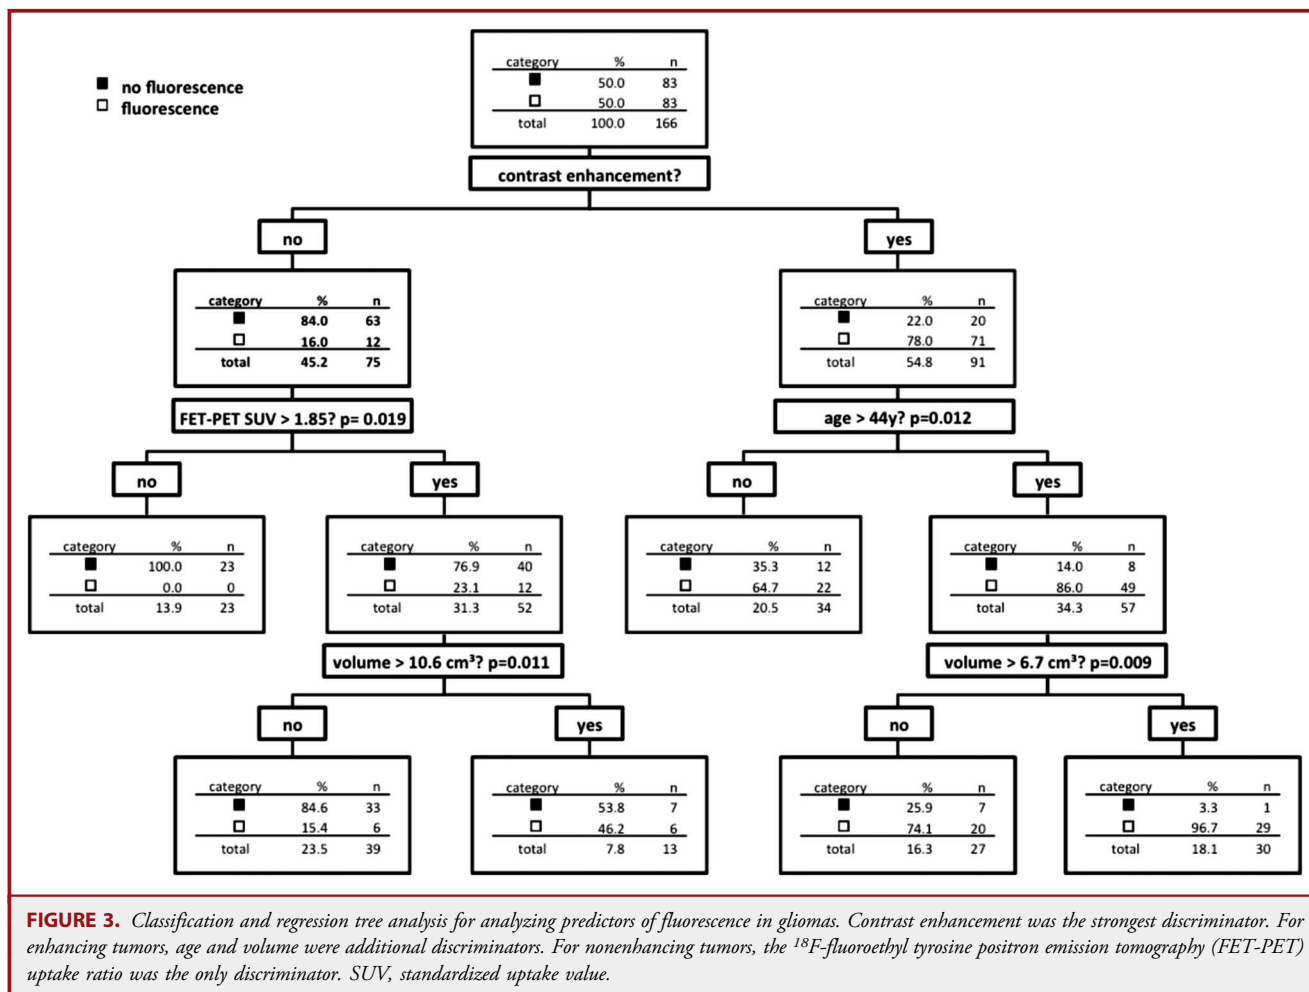 no fluorescence
fluorescence
category % n
50.0 83
50.0 83
total 100.0 166
contrast enhancement?
no
yes
category % n
84.0 63
16.0 12
total 45.2 75
category % n
22.0 20
78.0 71
total 54.8 91
FET-PET SUV > 1.85? p= 0.019
age > 44y? p=0.012
no
yes
no
yes
category % n
100.0 23
0.0 0
total 13.9 23
category % n
76.9 40
23.1 12
total 31.3 52
category % n
35.3 12
64.7 22
total 20.5 34
category % n
14.0 8
86.0 49
total 34.3 57
volume > 10.6 cm³? p=0.011
volume > 6.7 cm³? p=0.009
no
yes
no
yes
category % n
84.6 33
15.4 6
total 23.5 39
category % n
53.8 7
46.2 6
total 7.8 13
category % n
25.9 7
74.1 20
total 16.3 27
category % n
3.3 1
96.7 29
total 18.1 30
FIGURE 3. Classification and regression tree analysis for analyzing predictors of fluorescence in gliomas. Contrast enhancement was the strongest discriminator. For
enhancing tumors, age and volume were additional discriminators. For nonenhancing tumors, the ¹⁸F-fluoroethyl tyrosine positron emission tomography (FET-PET)
uptake ratio was the only discriminator. SUV, standardized uptake value.